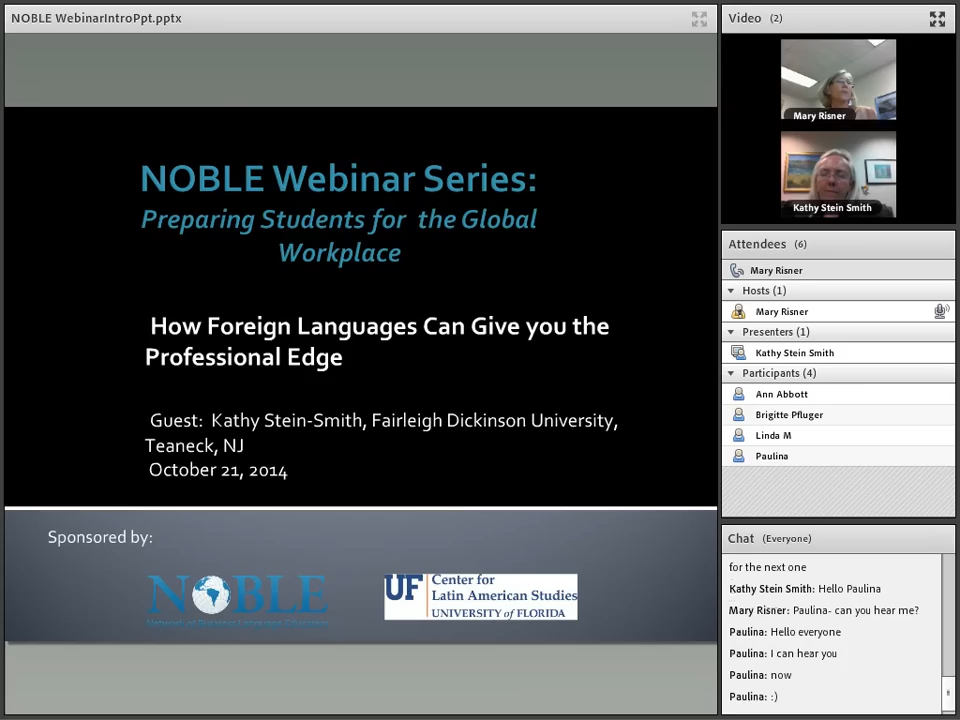 NOBLE WebinarIntroPpt.pptx
NOBLE Webinar Series:
Preparing Students for the Global
Workplace
How Foreign Languages Can Give you the
Professional Edge
Guest: Kathy Stein-Smith, Fairleigh Dickinson University,
Teaneck, NJ
October 21, 2014
Sponsored by:
NOBLE
UF Center for
Latin American Studies
UNIVERSITY of FLORIDA
Video (2)
Mary Risner
Kathy Stein Smith
Attendees (6)
Mary Risner
Hosts (1)
Mary Risner
Presenters (1)
Kathy Stein Smith
Participants (4)
Ann Abbott
Brigitte Pfluger
Linda M
Paulina
Chat (Everyone)
for the next one
Kathy Stein Smith: Hello Paulina
Mary Risner: Paulina- can you hear me?
Paulina: Hello everyone
Paulina: I can hear you
Paulina: now
Paulina: :)